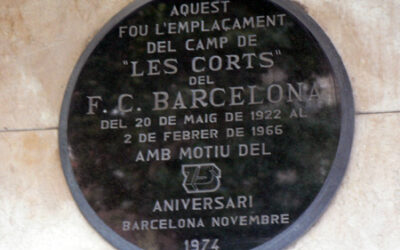 AQUEST
FOU L'EMPLAÇAMENT
DEL CAMP DE
"LES CORTS"
DEL
F. C. BARCELONA
DEL 20 DE MAIG DE 1922 AL
2 DE FEBRER DE 1966
AMB MOTIU DEL
75
ANIVERSARI
BARCELONA NOVEMBRE
1974